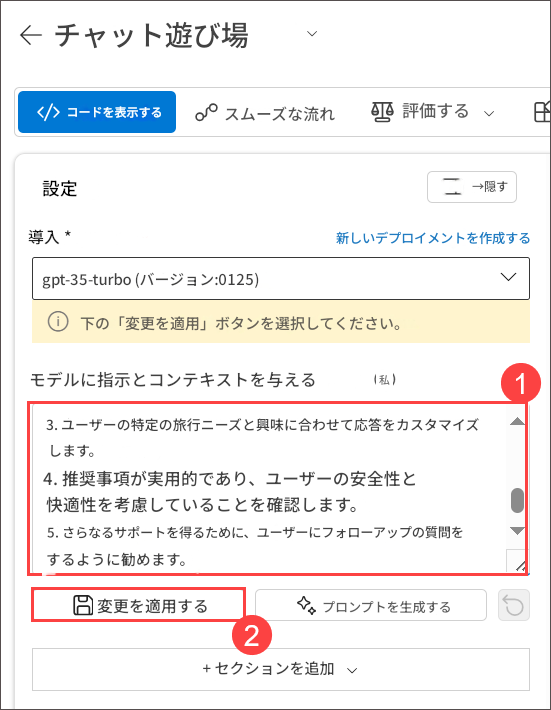 チャット遊び場
コードを表示する
スムーズな流れ
評価する
設定
→隠す
導入 *
新しいデプロイメントを作成する
gpt-35-turbo (バージョン:0125)
下の「変更を適用」ボタンを選択してください。
モデルに指示とコンテキストを与える (私)
1
3. ユーザーの特定の旅行ニーズと興味に合わせて応答をカスタマイズ
します。
4. 推奨事項が実用的であり、ユーザーの安全性と
快適性を考慮していることを確認します。
5. さらなるサポートを得るために、ユーザーにフォローアップの質問を
するように勧めます。
変更を適用する
プロンプトを生成する
2
+ セクションを追加